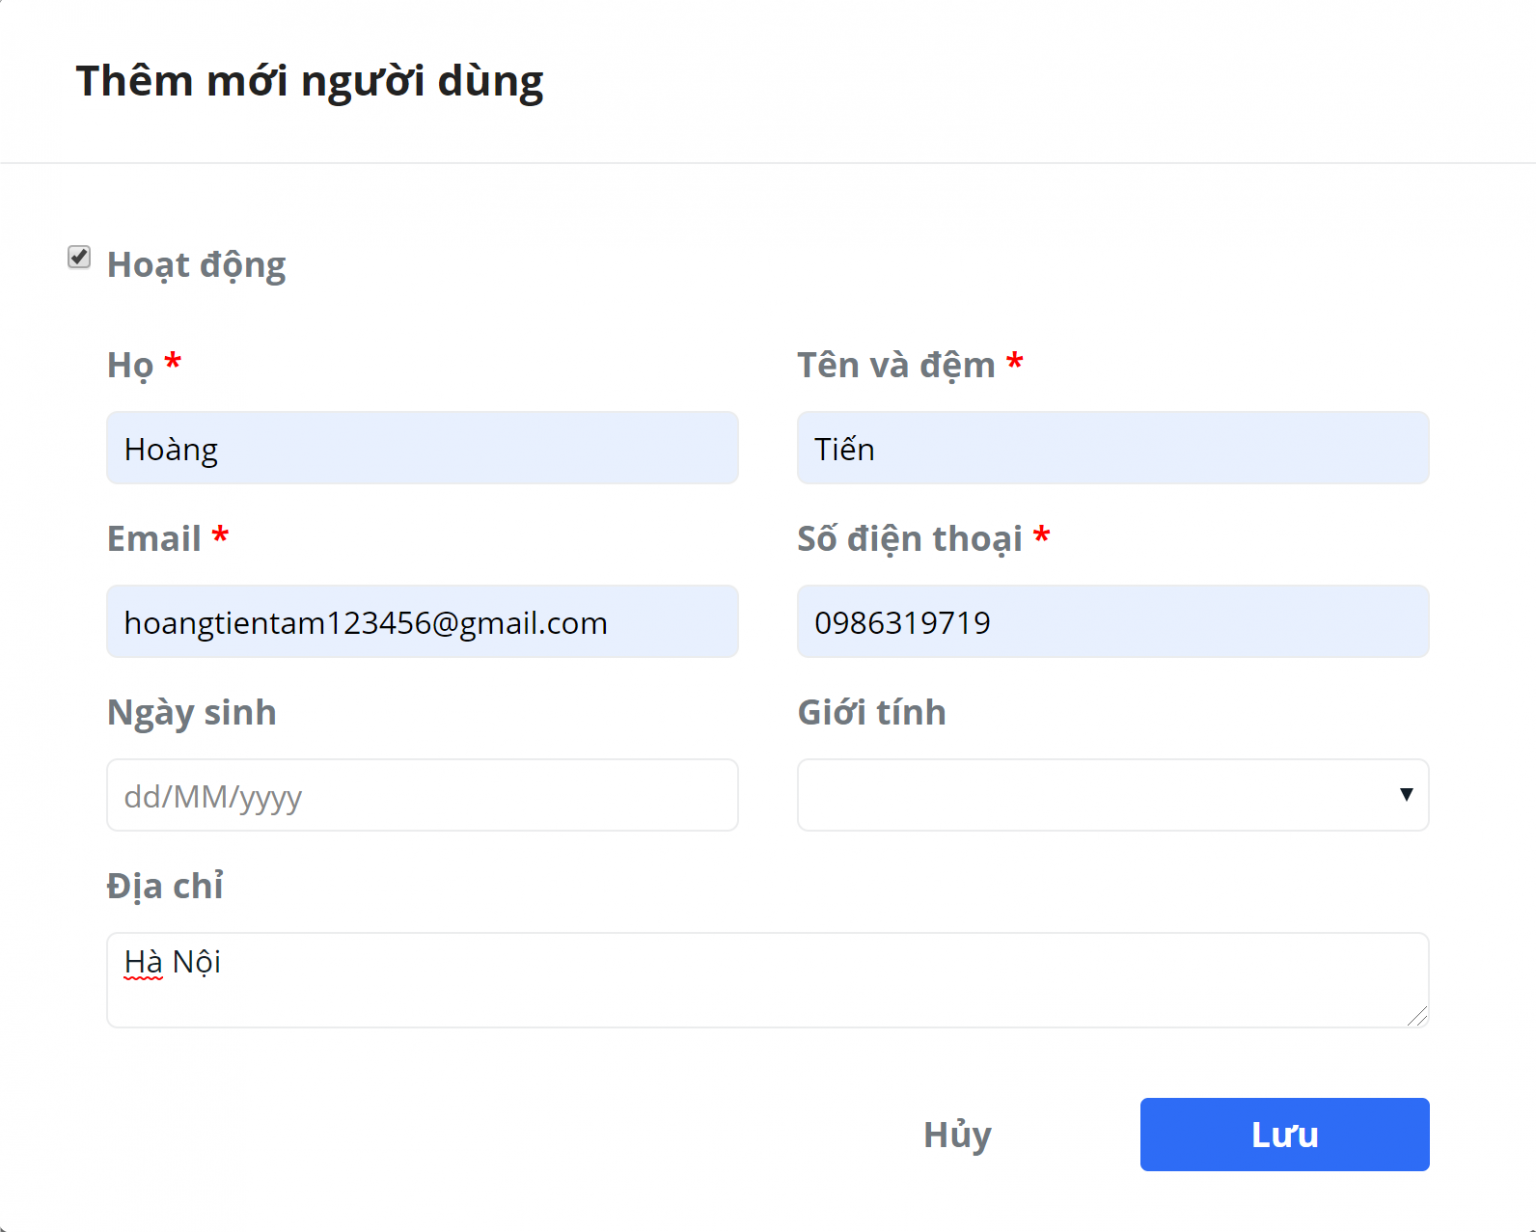 Thêm mới người dùng
Hoạt động
Họ *
Tên và đệm *
Hoàng
Tiến
Email *
Số điện thoại *
hoangtientam123456@gmail.com
0986319719
Ngày sinh
Giới tính
dd/MM/yyyy
Địa chỉ
Hà Nội
Hủy
Lưu